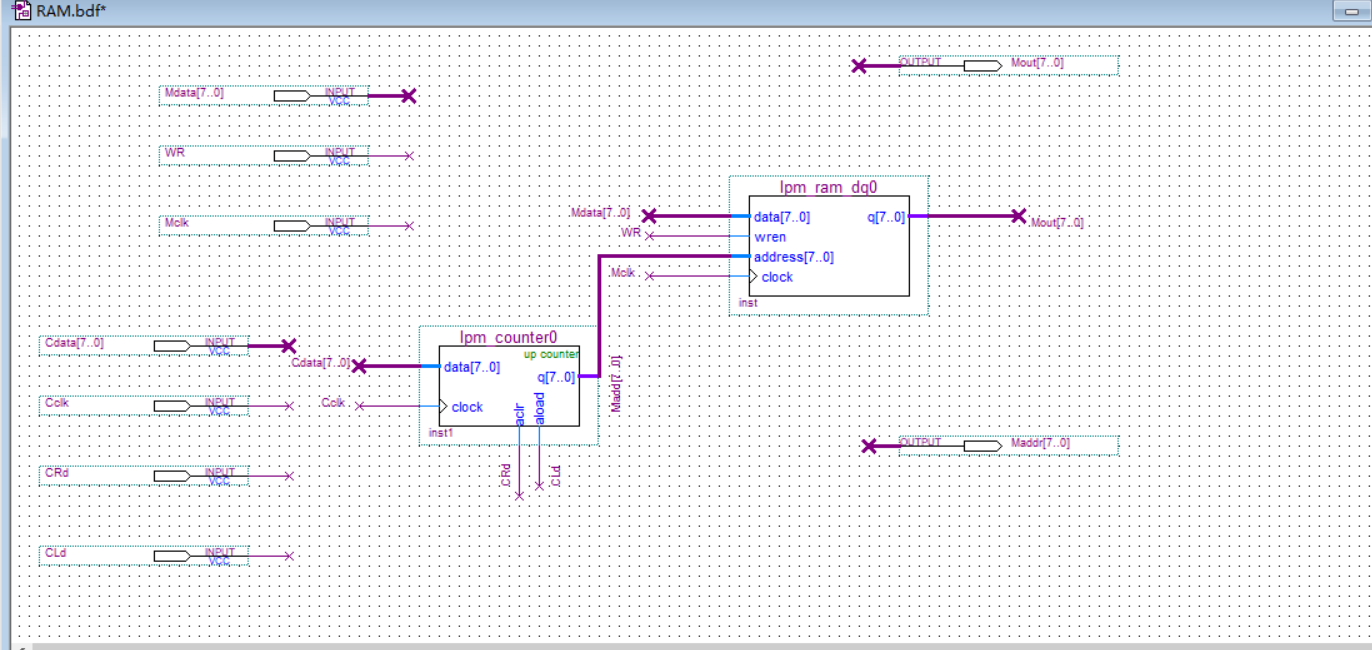 RAM.bdf*
OUTPUT Mout[7..0]
Mdata[7..0] INPUT
VCC
WR INPUT
VCC
Mclk INPUT
VCC
lpm_ram_dq0
Mdata[7..0] data[7..0] q[7..0] Mout[7..0]
WR wren
address[7..0]
Mclk clock
inst
Cdata[7..0] INPUT
VCC
Cclk INPUT
VCC
CRd INPUT
VCC
CLd INPUT
VCC
lpm_counter0
up counter
Cdata[7..0] data[7..0] q[7..0]
Cclk clock
aclr aload
inst1
CRd CLd
Madd[7..0]
OUTPUT Maddr[7..0]